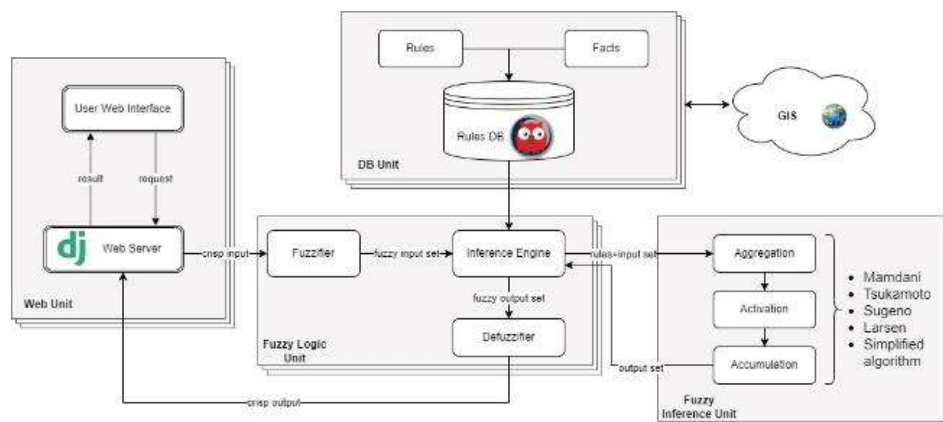 Rules
Facts
Rules DB
DB Unit
GIS
User Web Interface
result
request
dj
Web Server
Web Unit
crisp input
Fuzzifier
fuzzy input set
Inference Engine
rules+input set
fuzzy output set
Defuzzifier
Fuzzy Logic
Unit
crisp output
output set
Aggregation
Activation
Accumulation
• Mamdani
• Tsukamoto
• Sugeno
• Larsen
• Simplified
algorithm
Fuzzy
Inference Unit